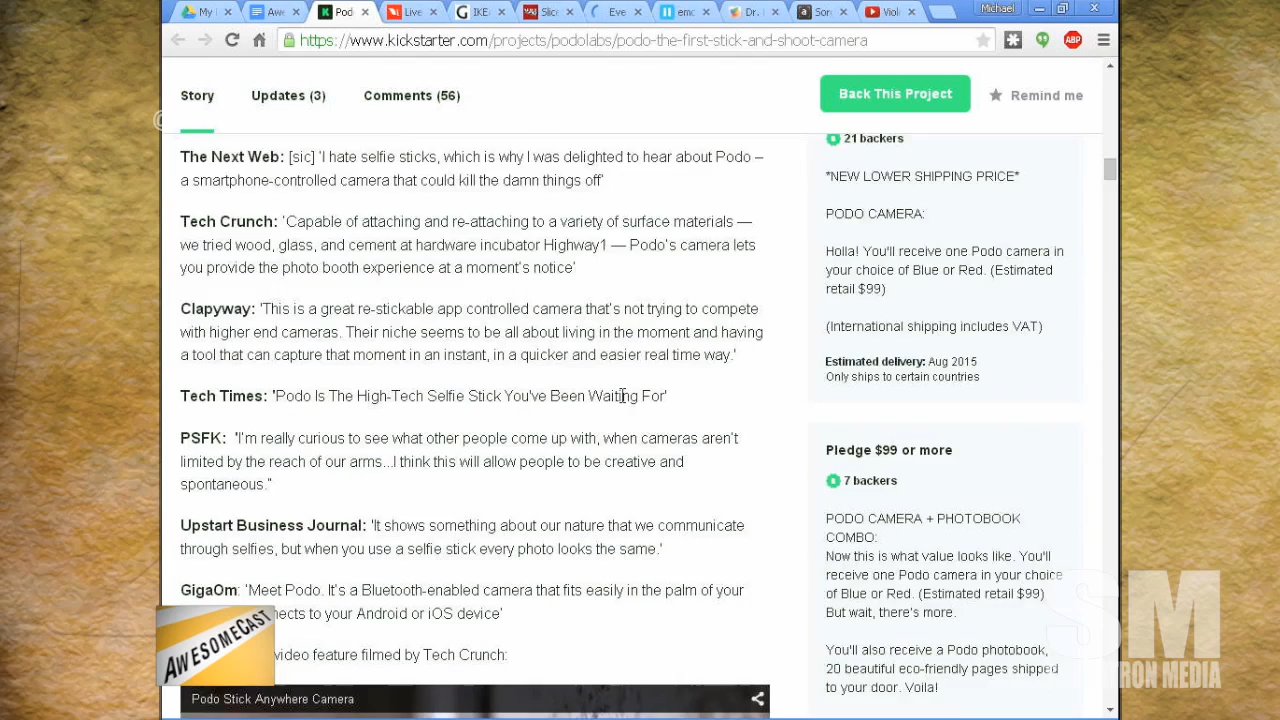 My
Awe
Pod
Live
IKE
Slice
Eve
emo
Dr
Sor
Viol
Michael
https://www.kickstarter.com/projects/podolabs/podo-the-first-stick-and-shoot-camera
ABP
Story
Updates (3)
Comments (56)
Back This Project
Remind me
The Next Web: [sic] 'I hate selfie sticks, which is why I was delighted to hear about Podo –
a smartphone-controlled camera that could kill the damn things off'
Tech Crunch: 'Capable of attaching and re-attaching to a variety of surface materials —
we tried wood, glass, and cement at hardware incubator Highway1 — Podo's camera lets
you provide the photo booth experience at a moment's notice'
Clapyway: 'This is a great re-stickable app controlled camera that's not trying to compete
with higher end cameras. Their niche seems to be all about living in the moment and having
a tool that can capture that moment in an instant, in a quicker and easier real time way.'
Tech Times: 'Podo Is The High-Tech Selfie Stick You've Been Waiting For'
PSFK: 'I'm really curious to see what other people come up with, when cameras aren't
limited by the reach of our arms...I think this will allow people to be creative and
spontaneous."
Upstart Business Journal: 'It shows something about our nature that we communicate
through selfies, but when you use a selfie stick every photo looks the same.'
GigaOm: 'Meet Podo. It's a Bluetooth-enabled camera that fits easily in the palm of your
nects to your Android or iOS device'
video feature filmed by Tech Crunch:
Podo Stick Anywhere Camera
21 backers
*NEW LOWER SHIPPING PRICE*
PODO CAMERA:
Holla! You'll receive one Podo camera in
your choice of Blue or Red. (Estimated
retail $99)
(International shipping includes VAT)
Estimated delivery: Aug 2015
Only ships to certain countries
Pledge $99 or more
7 backers
PODO CAMERA + PHOTOBOOK
COMBO:
Now this is what value looks like. You'll
receive one Podo camera in your choice
of Blue or Red. (Estimated retail $99)
But wait, there's more.
You'll also receive a Podo photobook,
20 beautiful eco-friendly pages shipped
to your door. Voila!
AWESOMECAST
SM
TRON MEDIA